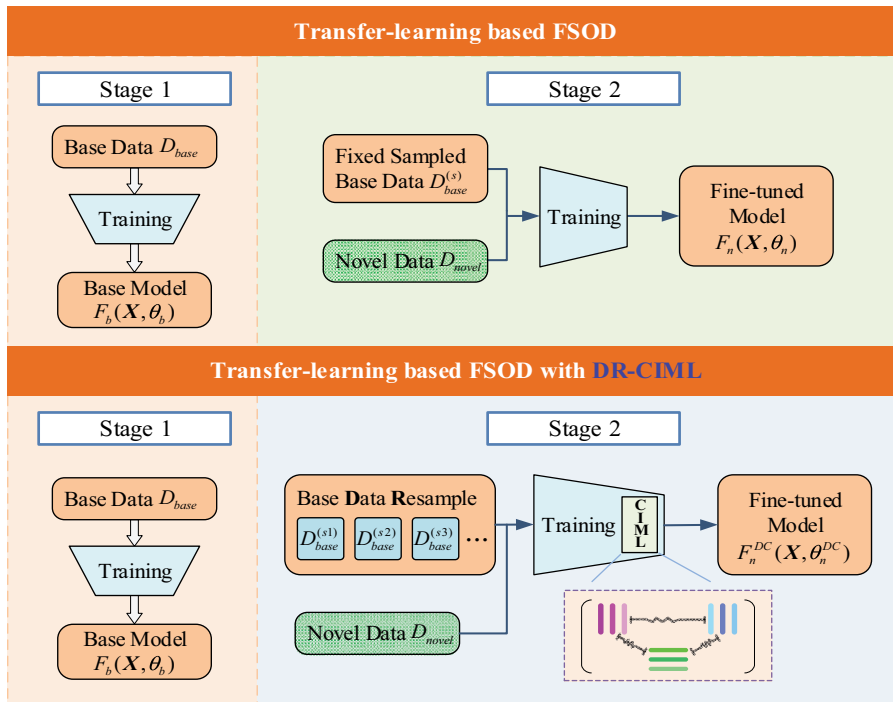 Transfer-learning based FSOD
Stage 1
Base Data D_base
Training
Base Model
F_b(X, θ_b)
Stage 2
Fixed Sampled
Base Data D_base^(s)
Novel Data D_novel
Training
Fine-tuned
Model
F_n(X, θ_n)
Transfer-learning based FSOD with DR-CIML
Stage 1
Base Data D_base
Training
Base Model
F_b(X, θ_b)
Stage 2
Base Data Resample
D_base^(s1) D_base^(s2) D_base^(s3) ...
Novel Data D_novel
Training
CIML
Fine-tuned
Model
F_n^DC(X, θ_n^DC)